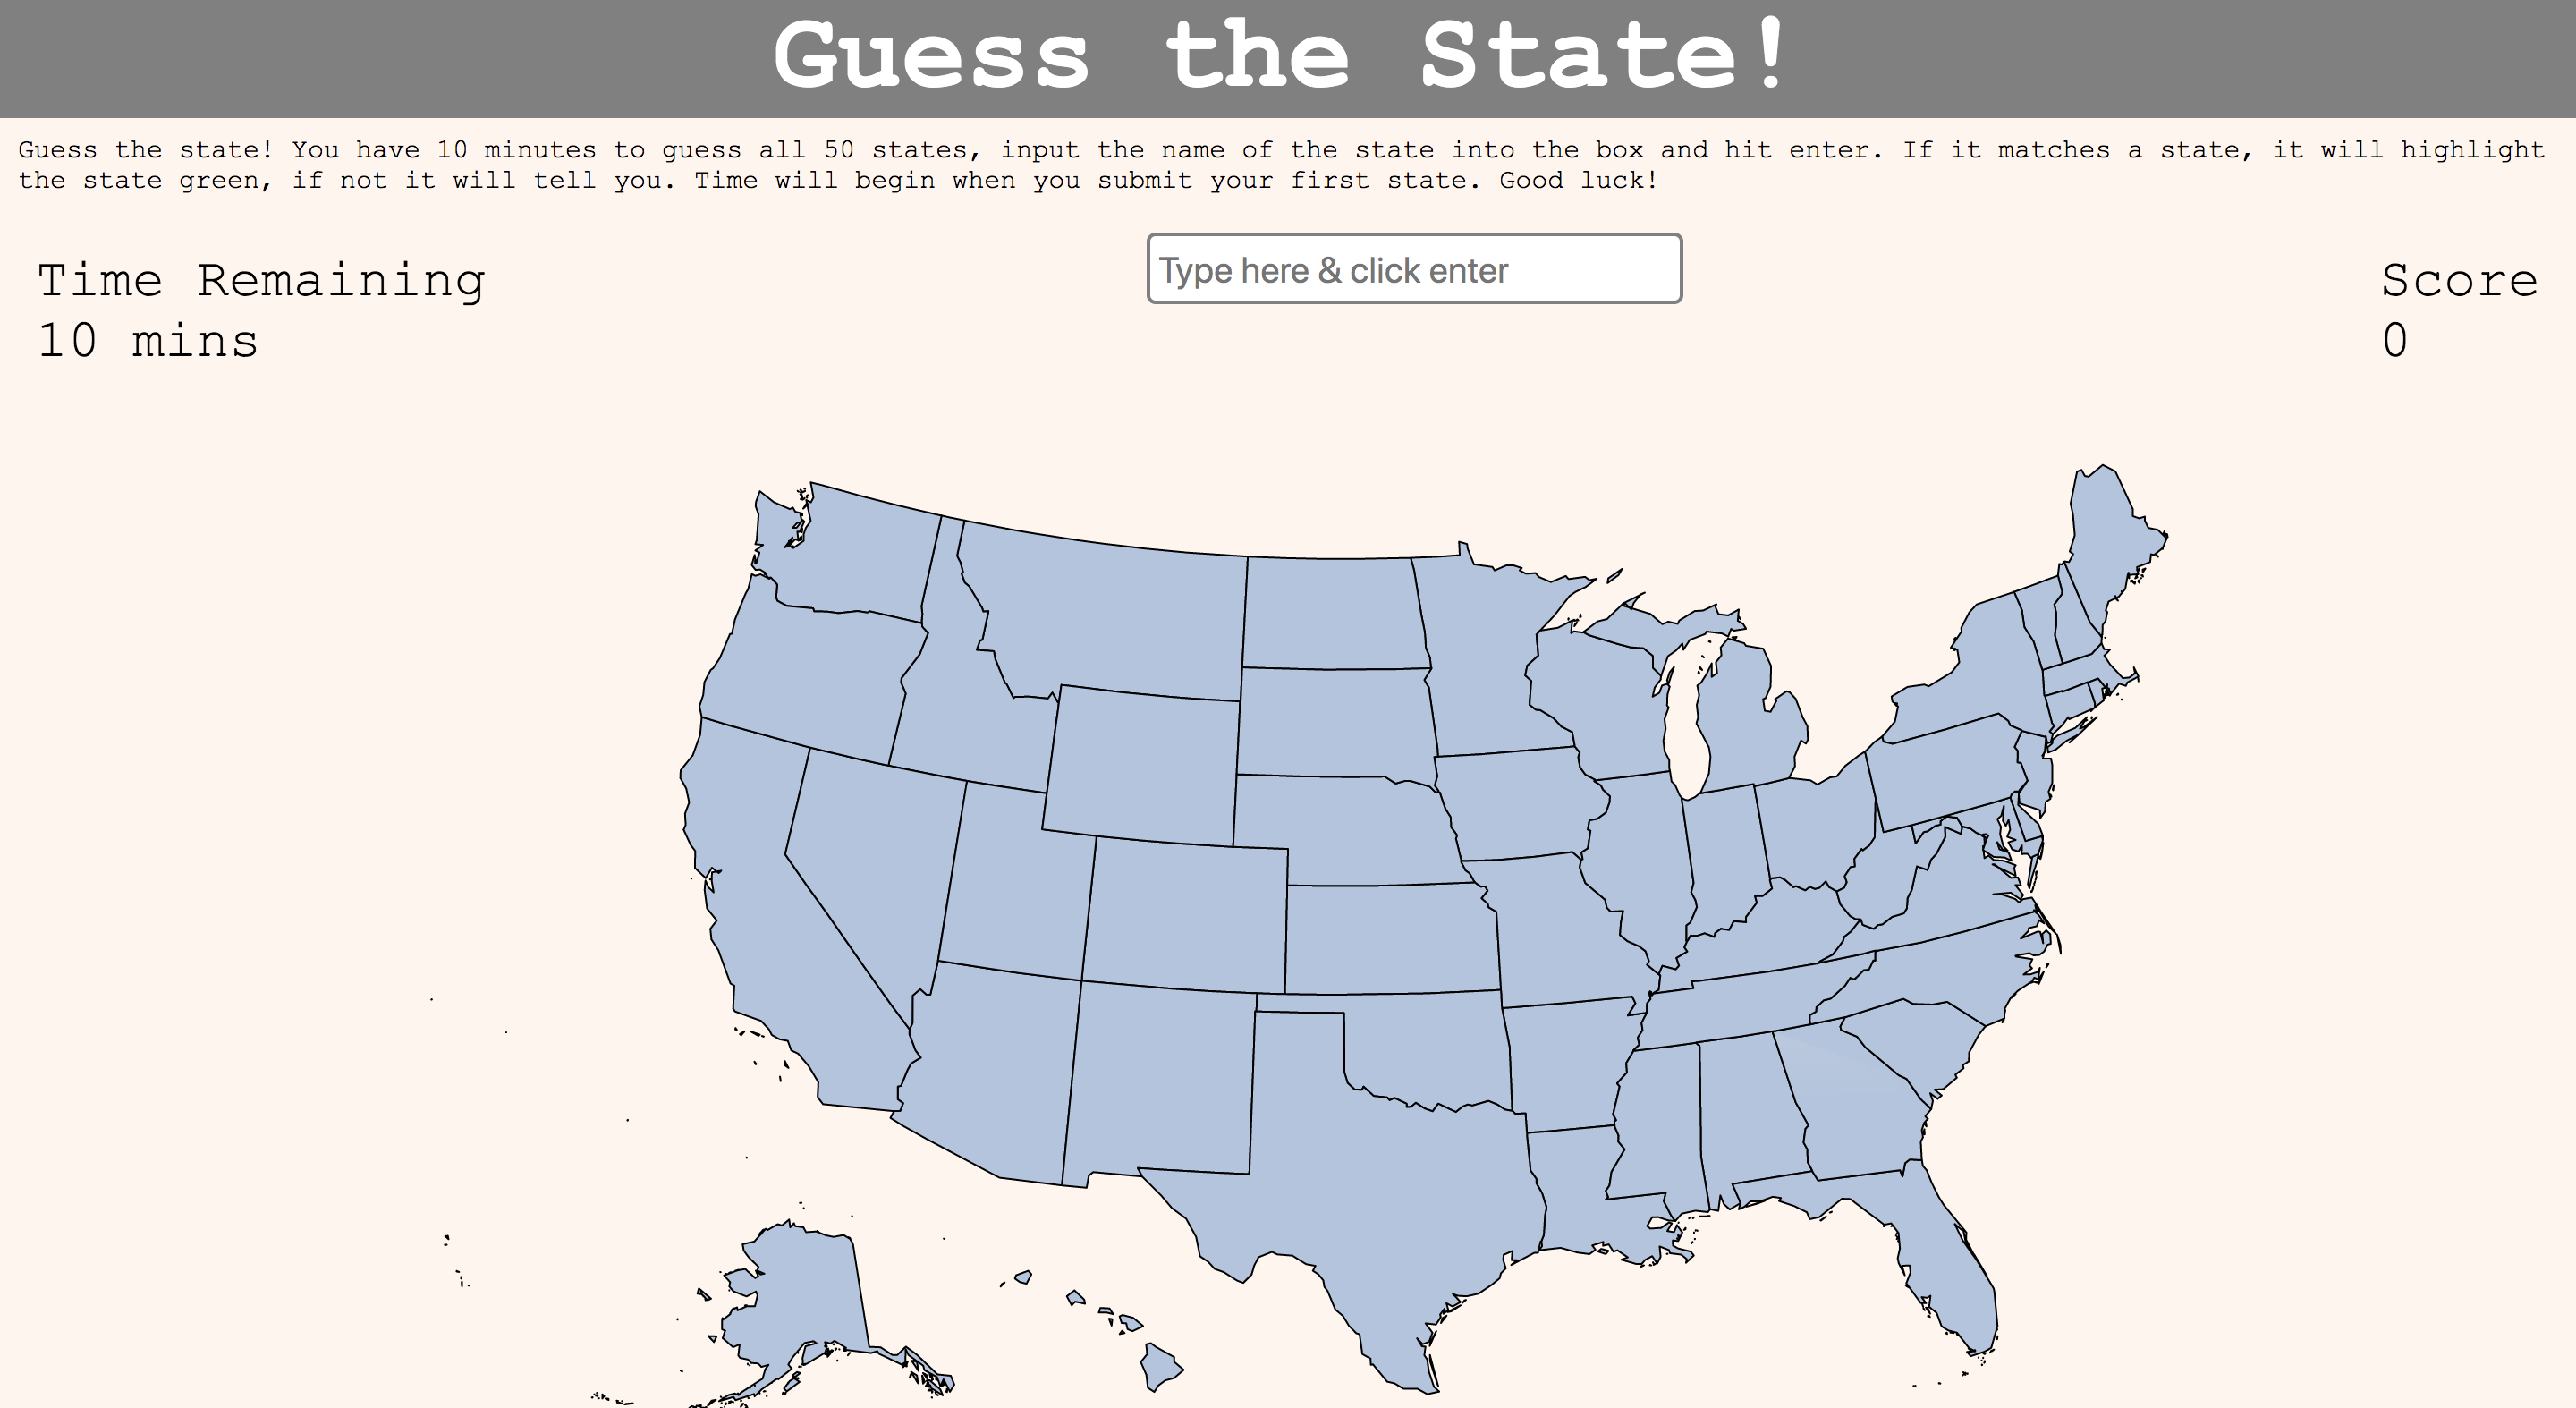 Guess the State!
Guess the state! You have 10 minutes to guess all 50 states, input the name of the state into the box and hit enter. If it matches a state, it will highlight
the state green, if not it will tell you. Time will begin when you submit your first state. Good luck!
Type here & click enter
Time Remaining
10 mins
Score
0